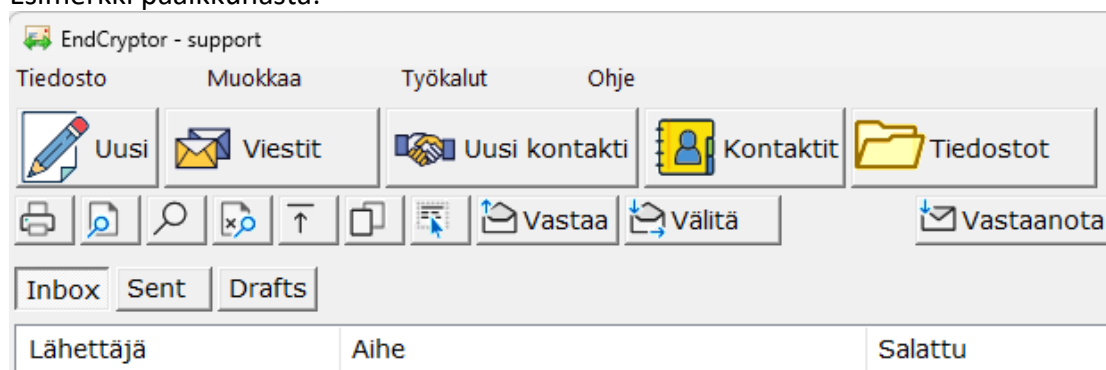 Esimerkki pääikkunasta:
EndCryptor - support
Tiedosto Muokkaa Työkalut Ohje
Uusi Viestit Uusi kontakti Kontaktit Tiedostot
Vastaa Välitä Vastaanota
Inbox Sent Drafts
Lähettäjä Aihe Salattu